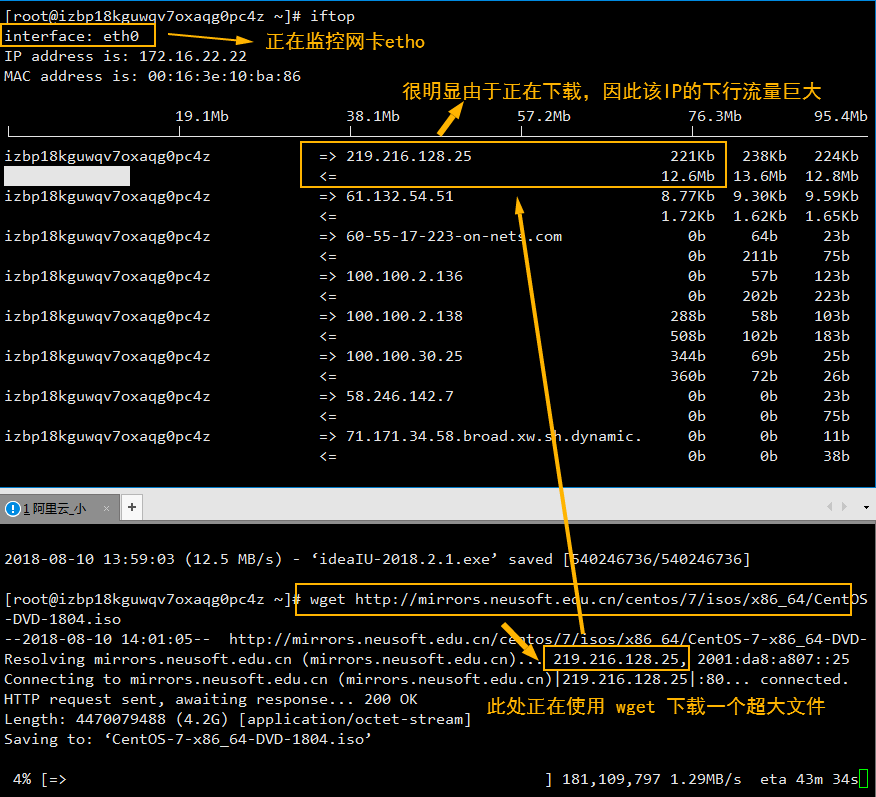 [root@izbp18kguwqv7oxaqg0pc4z ~]# iftop
interface: eth0
正在监控网卡etho
IP address is: 172.16.22.22
MAC address is: 00:16:3e:10:ba:86
很明显由于正在下载，因此该IP的下行流量巨大
19.1Mb 38.1Mb 57.2Mb 76.3Mb 95.4Mb
izbp18kguwqv7oxaqg0pc4z => 219.216.128.25 221Kb 238Kb 224Kb
<= 12.6Mb 13.6Mb 12.8Mb
izbp18kguwqv7oxaqg0pc4z => 61.132.54.51 8.77Kb 9.30Kb 9.59Kb
<= 1.72Kb 1.62Kb 1.65Kb
izbp18kguwqv7oxaqg0pc4z => 60-55-17-223-on-nets.com 0b 64b 23b
<= 0b 211b 75b
izbp18kguwqv7oxaqg0pc4z => 100.100.2.136 0b 57b 123b
<= 0b 202b 223b
izbp18kguwqv7oxaqg0pc4z => 100.100.2.138 288b 58b 103b
<= 508b 102b 183b
izbp18kguwqv7oxaqg0pc4z => 100.100.30.25 344b 69b 25b
<= 360b 72b 26b
izbp18kguwqv7oxaqg0pc4z => 58.246.142.7 0b 0b 23b
<= 0b 0b 75b
izbp18kguwqv7oxaqg0pc4z => 71.171.34.58.broad.xw.sh.dynamic. 0b 0b 11b
<= 0b 0b 38b
1 阿里云_小 × +
2018-08-10 13:59:03 (12.5 MB/s) - ‘ideaIU-2018.2.1.exe’ saved [540246736/540246736]
[root@izbp18kguwqv7oxaqg0pc4z ~]# wget http://mirrors.neusoft.edu.cn/centos/7/isos/x86_64/CentOS
-DVD-1804.iso
--2018-08-10 14:01:05-- http://mirrors.neusoft.edu.cn/centos/7/isos/x86_64/CentOS-7-x86_64-DVD-
Resolving mirrors.neusoft.edu.cn (mirrors.neusoft.edu.cn)... 219.216.128.25, 2001:da8:a807::25
Connecting to mirrors.neusoft.edu.cn (mirrors.neusoft.edu.cn)|219.216.128.25|:80... connected.
HTTP request sent, awaiting response... 200 OK
Length: 4470079488 (4.2G) [application/octet-stream]
此处正在使用 wget 下载一个超大文件
Saving to: ‘CentOS-7-x86_64-DVD-1804.iso’
4% [=> ] 181,109,797 1.29MB/s eta 43m 34s